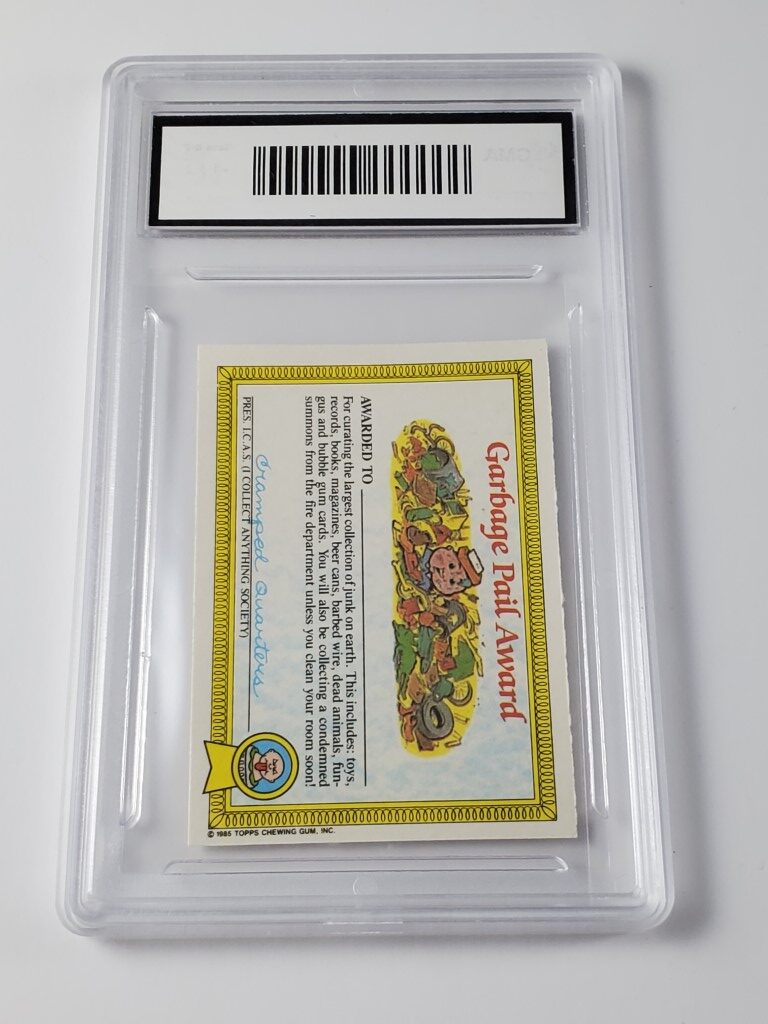 Garbage Pail Award
AWARDED TO
For curating the largest collection of junk on earth. This includes: toys,
records, books, magazines, beer cans, barbed wire, dead animals, fun-
gus and bubble gum cards. You will also be collecting a condemned
summons from the fire department unless you clean your room soon!
Cramped Quarters
PRES. I.C.A.S. (I COLLECT ANYTHING SOCIETY)
© 1985 TOPPS CHEWING GUM, INC.